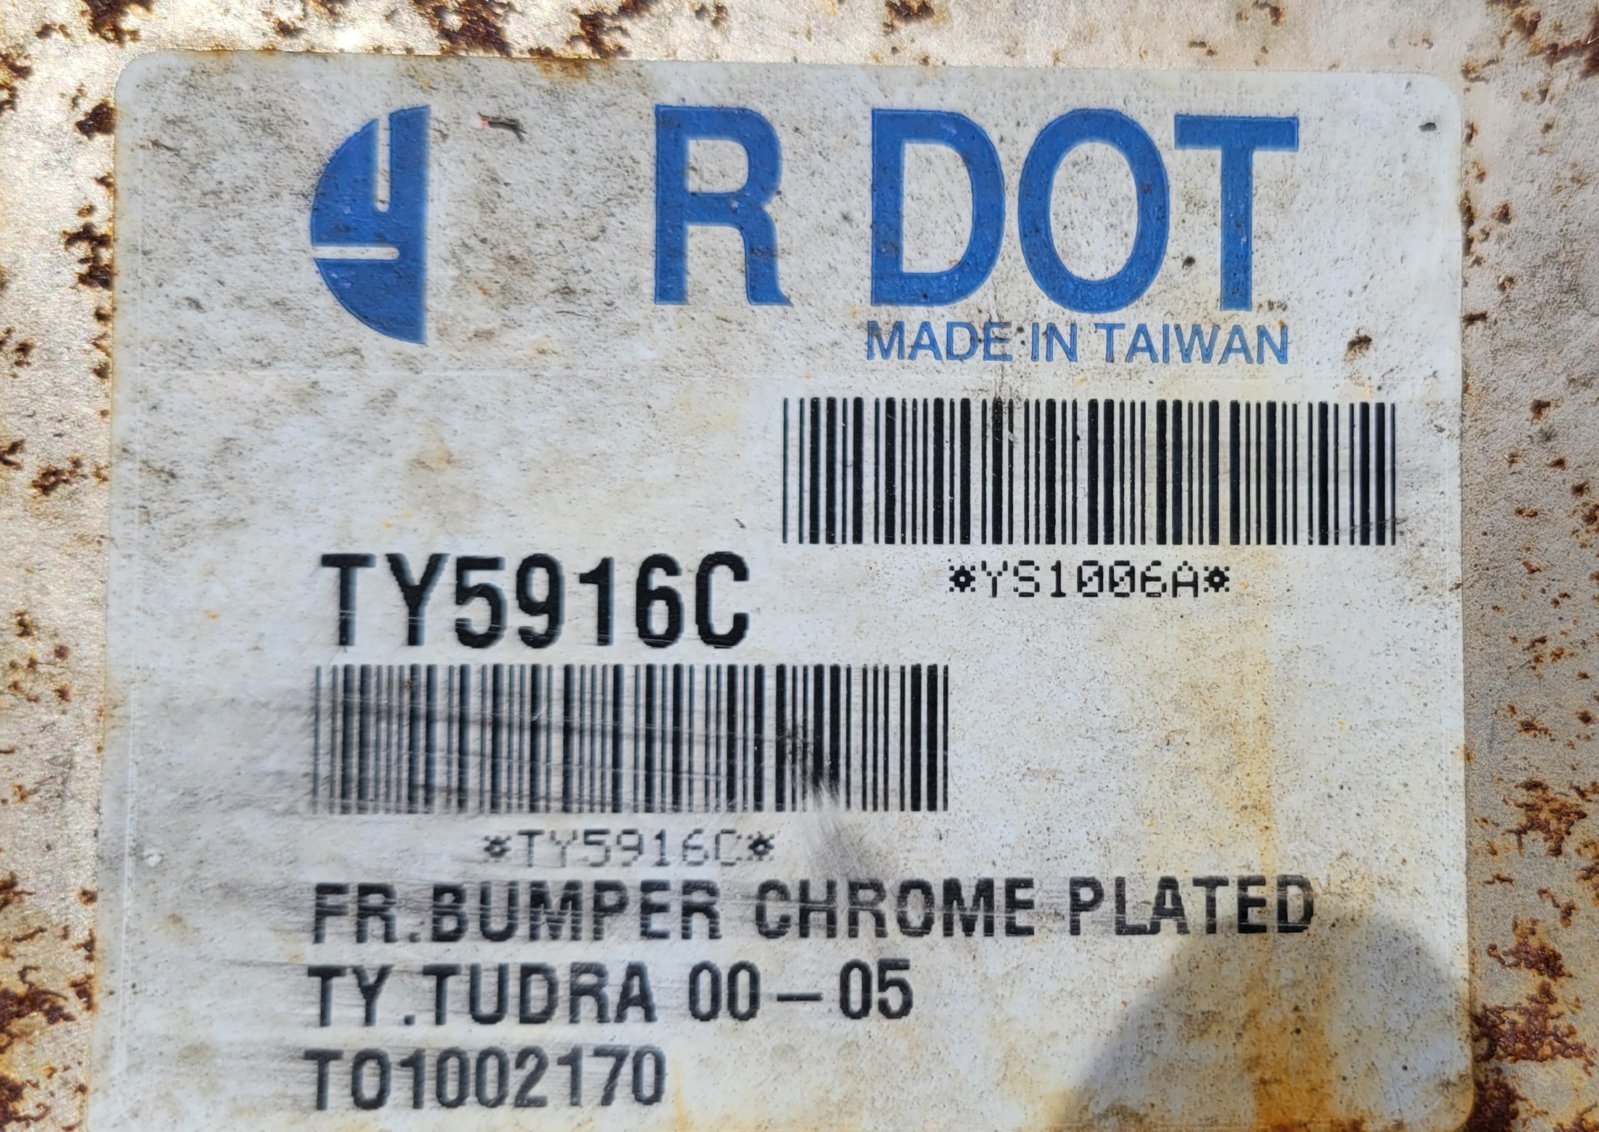 R DOT
MADE IN TAIWAN
*YS1006A*
TY5916C
*TY5916C*
FR.BUMPER CHROME PLATED
TY.TUDRA 00-05
TO1002170